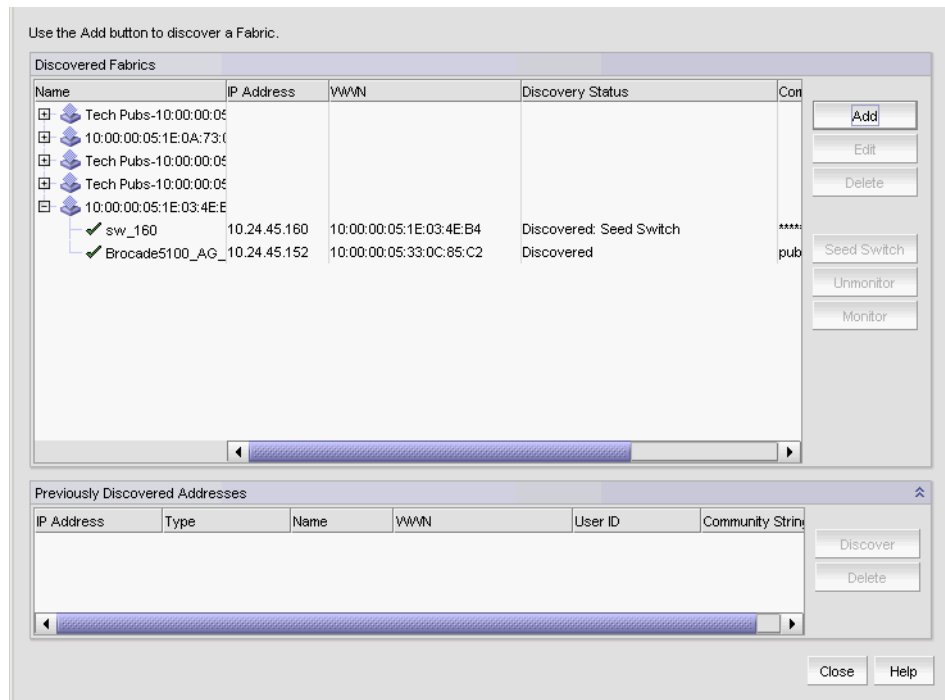 Use the Add button to discover a Fabric.
Discovered Fabrics
Name IP Address WWN Discovery Status Con
Tech Pubs-10:00:00:05
10:00:00:05:1E:0A:73:0
Tech Pubs-10:00:00:05
Tech Pubs-10:00:00:05
10:00:00:05:1E:03:4E:B
sw_160 10.24.45.160 10:00:00:05:1E:03:4E:B4 Discovered: Seed Switch ****
Brocade5100_AG_ 10.24.45.152 10:00:00:05:33:0C:85:C2 Discovered pub
Add
Edit
Delete
Seed Switch
Unmonitor
Monitor
Previously Discovered Addresses
IP Address Type Name WWN User ID Community String
Discover
Delete
Close Help